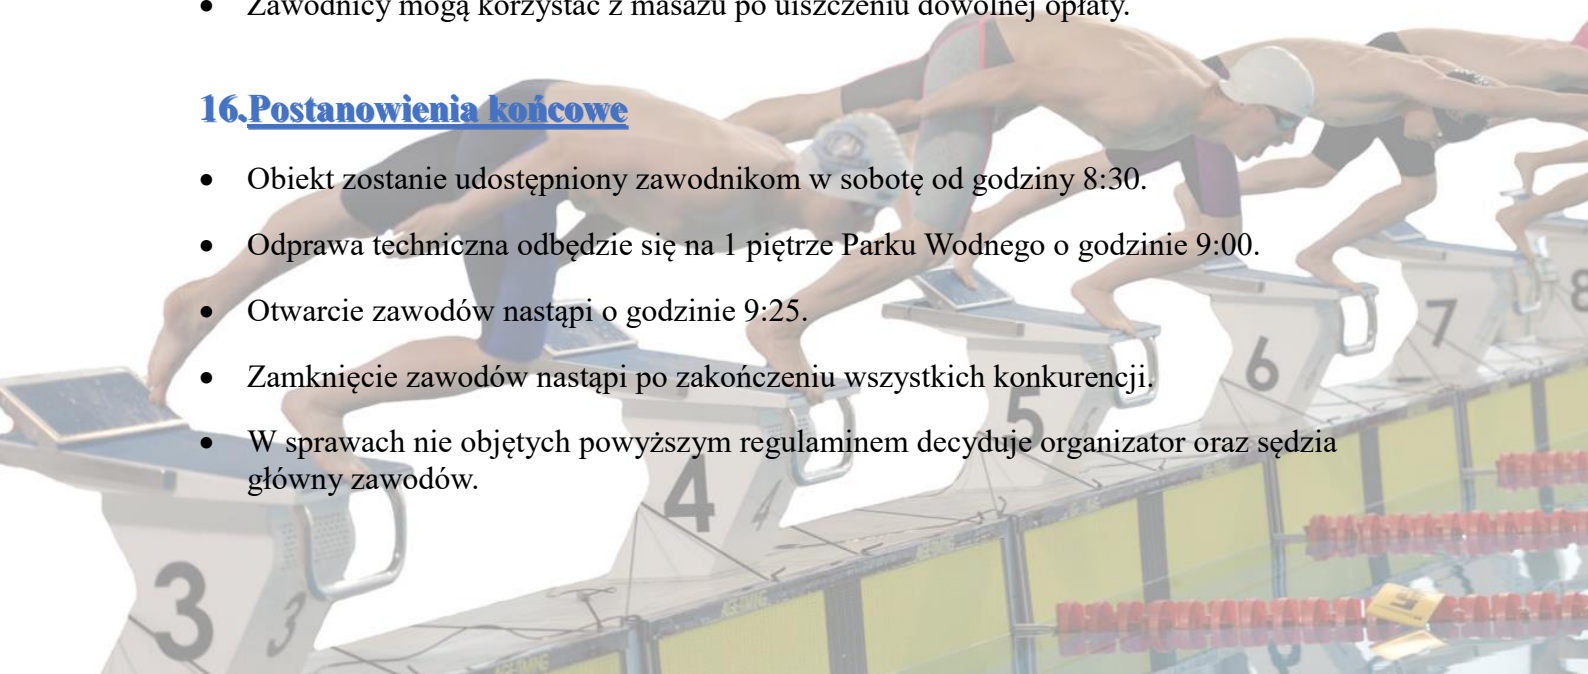 Zawodnicy mogą korzystać z masażu po uiszczeniu dowolnej opłaty.
16.Postanowienia końcowe
Obiekt zostanie udostępniony zawodnikom w sobotę od godziny 8:30.
Odprawa techniczna odbędzie się na 1 piętrze Parku Wodnego o godzinie 9:00.
Otwarcie zawodów nastąpi o godzinie 9:25.
Zamknięcie zawodów nastąpi po zakończeniu wszystkich konkurencji.
W sprawach nie objętych powyższym regulaminem decyduje organizator oraz sędzia
główny zawodów.
8
7
6
5
4
4
3
3